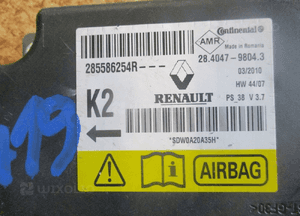 Continental
AMR
Made in Romania
285586254R---
28.4047-9804.3
03/2010
HW 44/07
K2
RENAULT
PS_38 V 3.7
"SDW0A20A35H"
AIRBAG
419